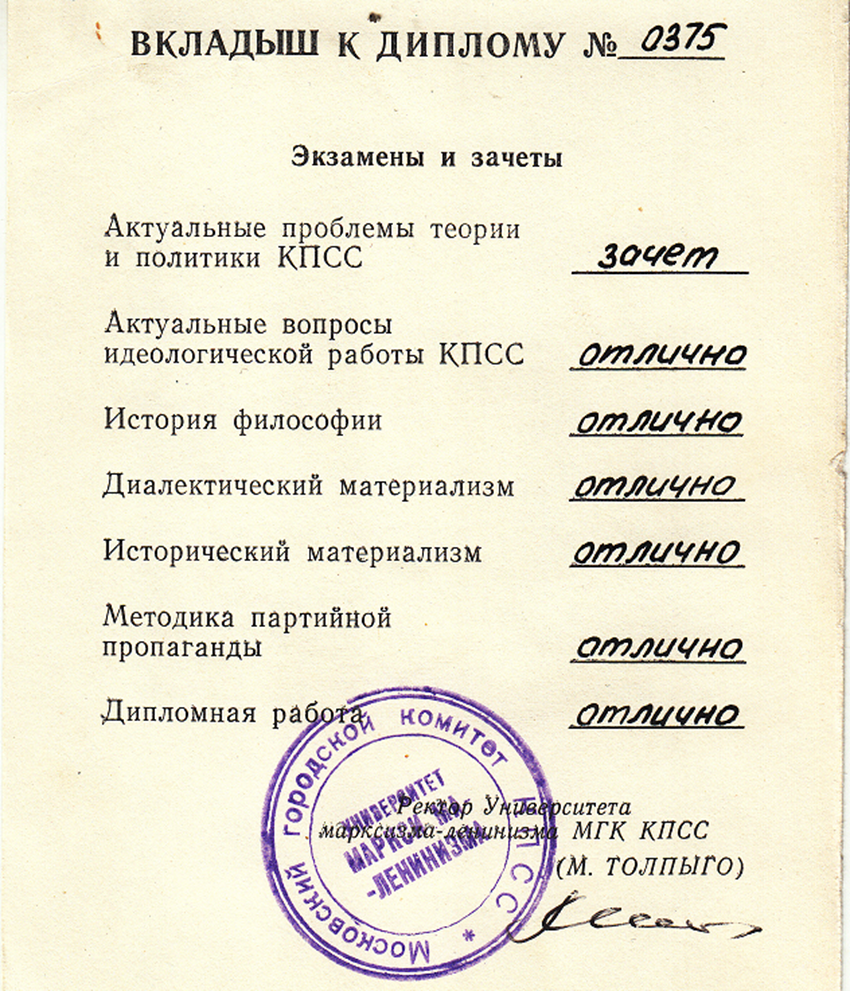 ВКЛАДЫШ К ДИПЛОМУ № 0375
Экзамены и зачеты
Актуальные проблемы теории
и политики КПСС зачет
Актуальные вопросы
идеологической работы КПСС отлично
История философии отлично
Диалектический материализм отлично
Исторический материализм отлично
Методика партийной
пропаганды отлично
Дипломная работа отлично
Ректор Университета
марксизма-ленинизма МГК КПСС
(М. ТОЛПЫГО)
Московский городской комитет КПСС *
УНИВЕРСИТЕТ
МАРКСИЗМА-
-ЛЕНИНИЗМА